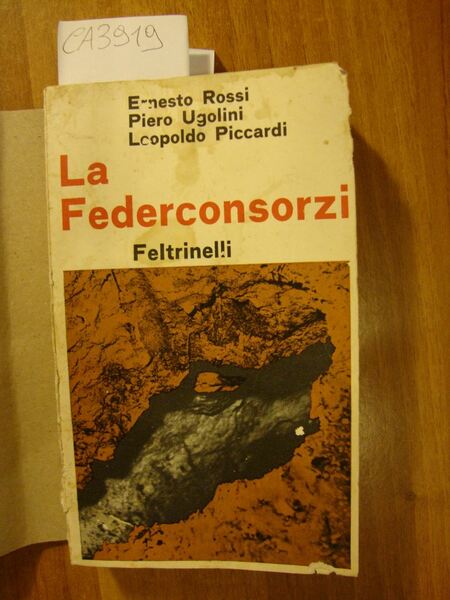 CA3919
Ernesto Rossi
Piero Ugolini
Leopoldo Piccardi
La
Federconsorzi
Feltrinelli